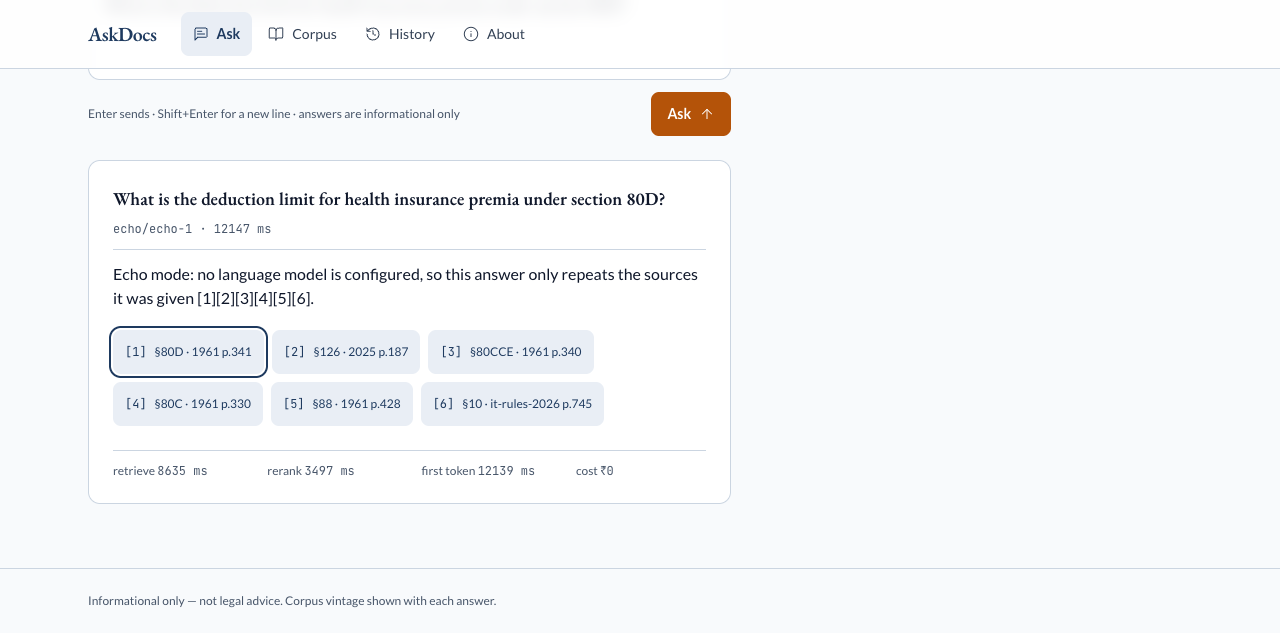 AskDocs Ask Corpus History About
Enter sends · Shift+Enter for a new line · answers are informational only Ask ↑
What is the deduction limit for health insurance premia under section 80D?
echo/echo-1 · 12147 ms
Echo mode: no language model is configured, so this answer only repeats the sources
it was given [1][2][3][4][5][6].
[1] §80D · 1961 p.341 [2] §126 · 2025 p.187 [3] §80CCE · 1961 p.340
[4] §80C · 1961 p.330 [5] §88 · 1961 p.428 [6] §10 · it-rules-2026 p.745
retrieve 8635 ms rerank 3497 ms first token 12139 ms cost ₹0
Informational only — not legal advice. Corpus vintage shown with each answer.